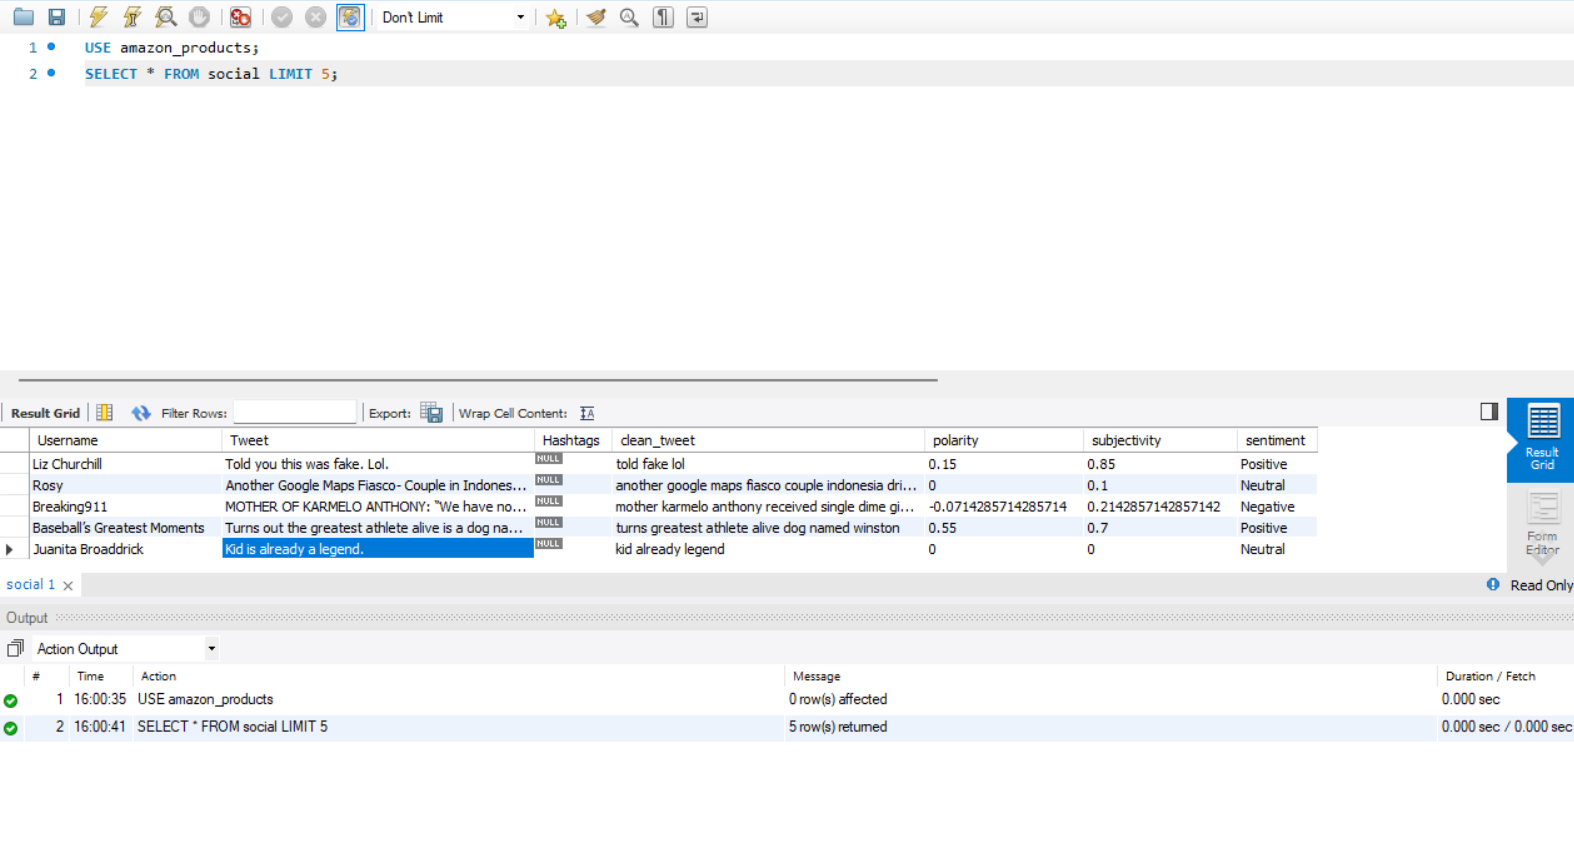 Don't Limit
1 USE amazon_products;
2 SELECT * FROM social LIMIT 5;
Result Grid Filter Rows: Export: Wrap Cell Content: IA
Username Tweet Hashtags clean_tweet polarity subjectivity sentiment
Liz Churchill Told you this was fake. Lol. NULL told fake lol 0.15 0.85 Positive
Rosy Another Google Maps Fiasco- Couple in Indones... NULL another google maps fiasco couple indonesia dri... 0 0.1 Neutral
Breaking911 MOTHER OF KARMELO ANTHONY: "We have no... NULL mother karmelo anthony received single dime gi... -0.0714285714285714 0.2142857142857142 Negative
Baseball's Greatest Moments Turns out the greatest athlete alive is a dog na... NULL turns greatest athlete alive dog named winston 0.55 0.7 Positive
Juanita Broaddrick Kid is already a legend. NULL kid already legend 0 0 Neutral
Result
Grid
Form
Editor
social 1 Read Only
Output
Action Output
# Time Action Message Duration / Fetch
1 16:00:35 USE amazon_products 0 row(s) affected 0.000 sec
2 16:00:41 SELECT * FROM social LIMIT 5 5 row(s) returned 0.000 sec / 0.000 sec